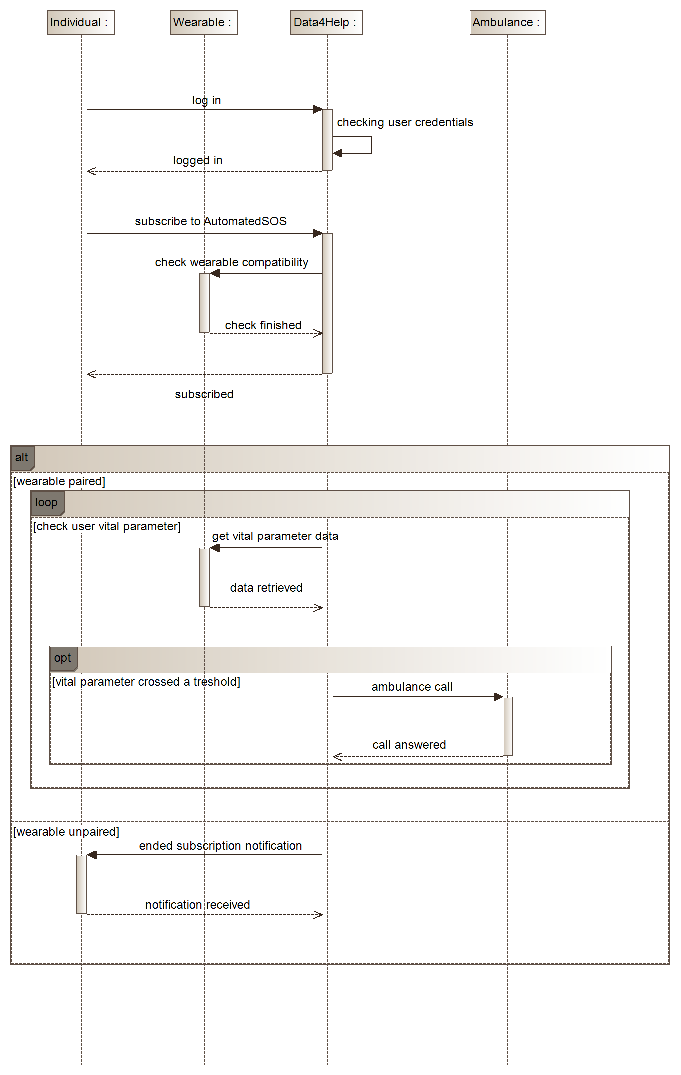 Individual :
Wearable :
Data4Help :
Ambulance :
log in
checking user credentials
logged in
subscribe to AutomatedSOS
check wearable compatibility
check finished
subscribed
alt
[wearable paired]
loop
[check user vital parameter]
get vital parameter data
data retrieved
opt
[vital parameter crossed a treshold]
ambulance call
call answered
[wearable unpaired]
ended subscription notification
notification received